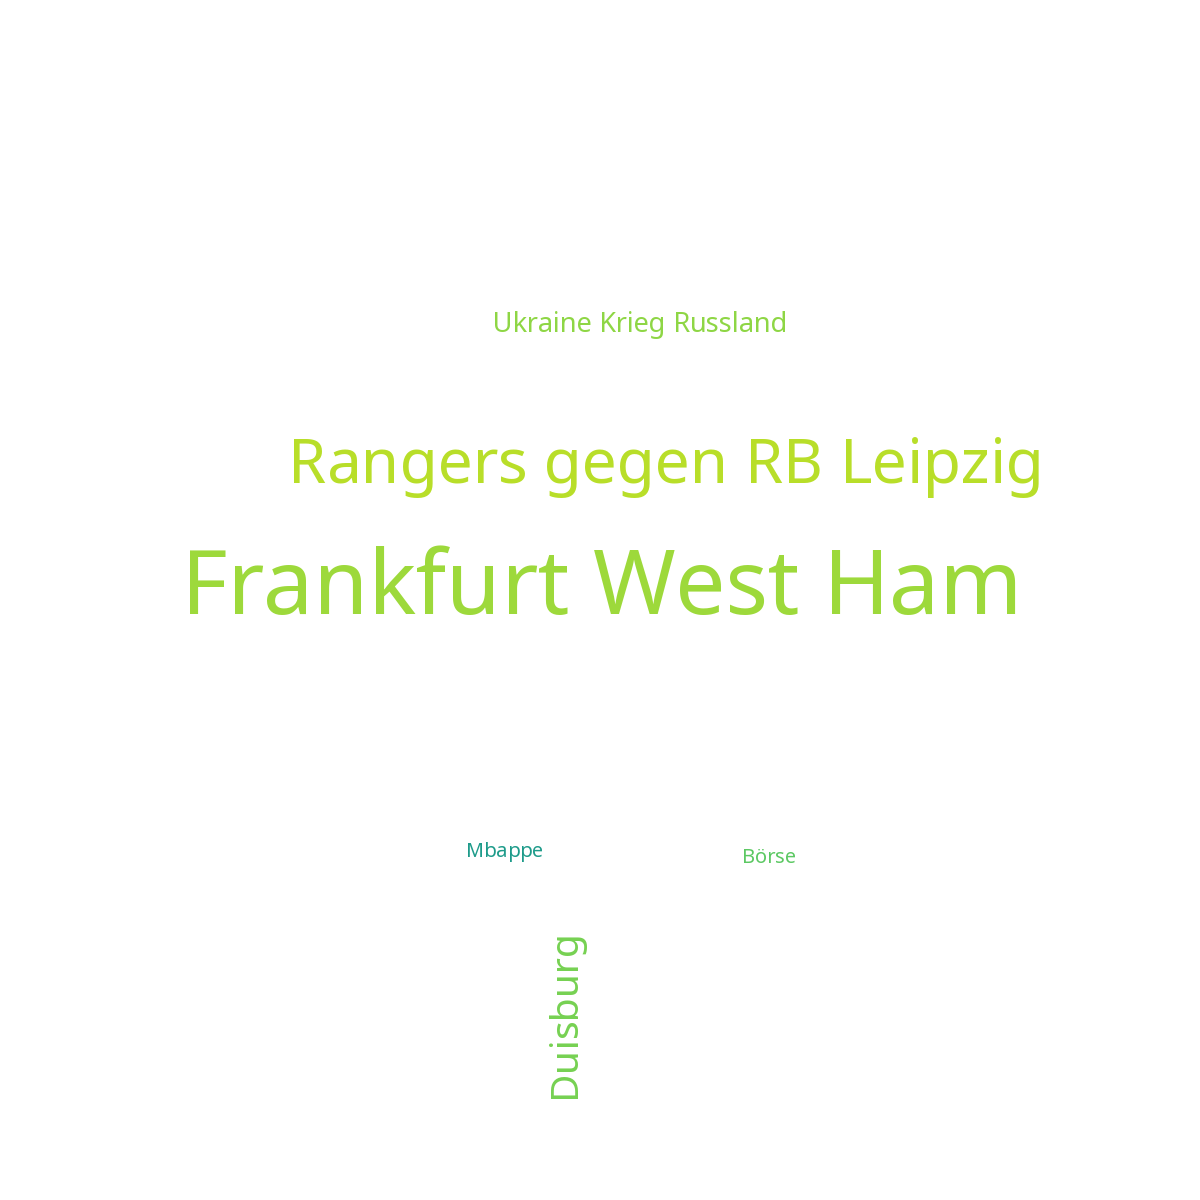 Ukraine Krieg Russland
Rangers gegen RB Leipzig
Frankfurt West Ham
Mbappe
Börse
Duisburg